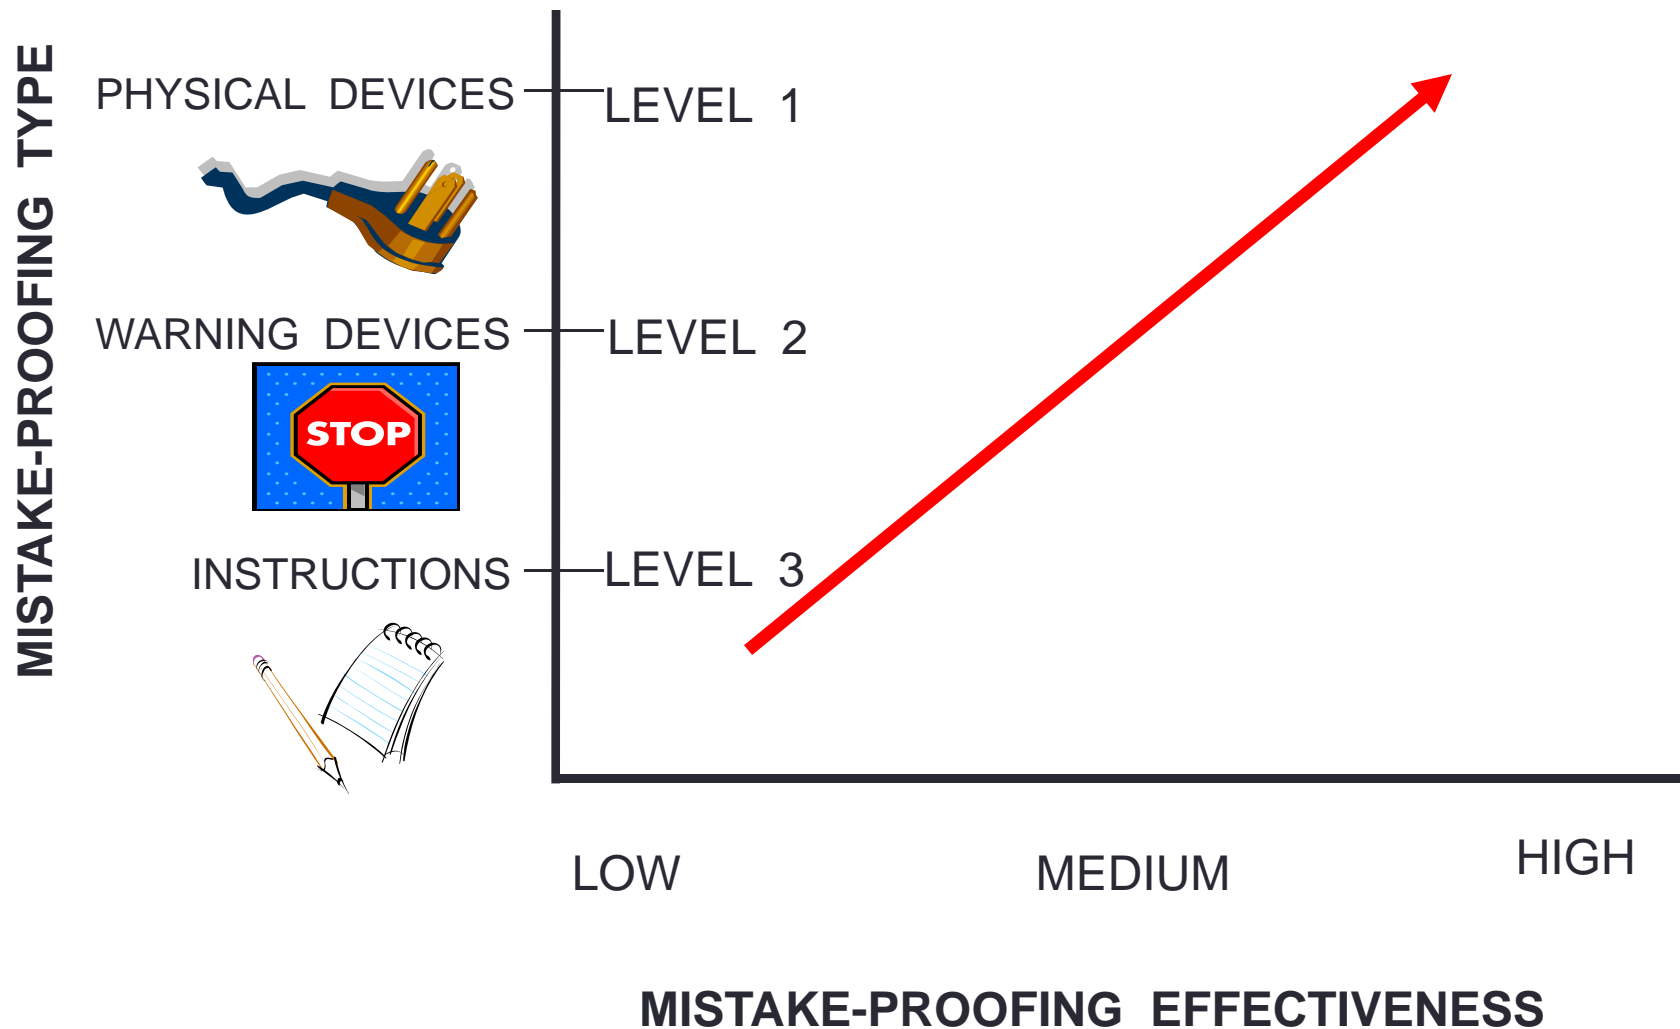 MISTAKE-PROOFING TYPE
PHYSICAL DEVICES
LEVEL 1
WARNING DEVICES
LEVEL 2
STOP
INSTRUCTIONS
LEVEL 3
LOW
MEDIUM
HIGH
MISTAKE-PROOFING EFFECTIVENESS